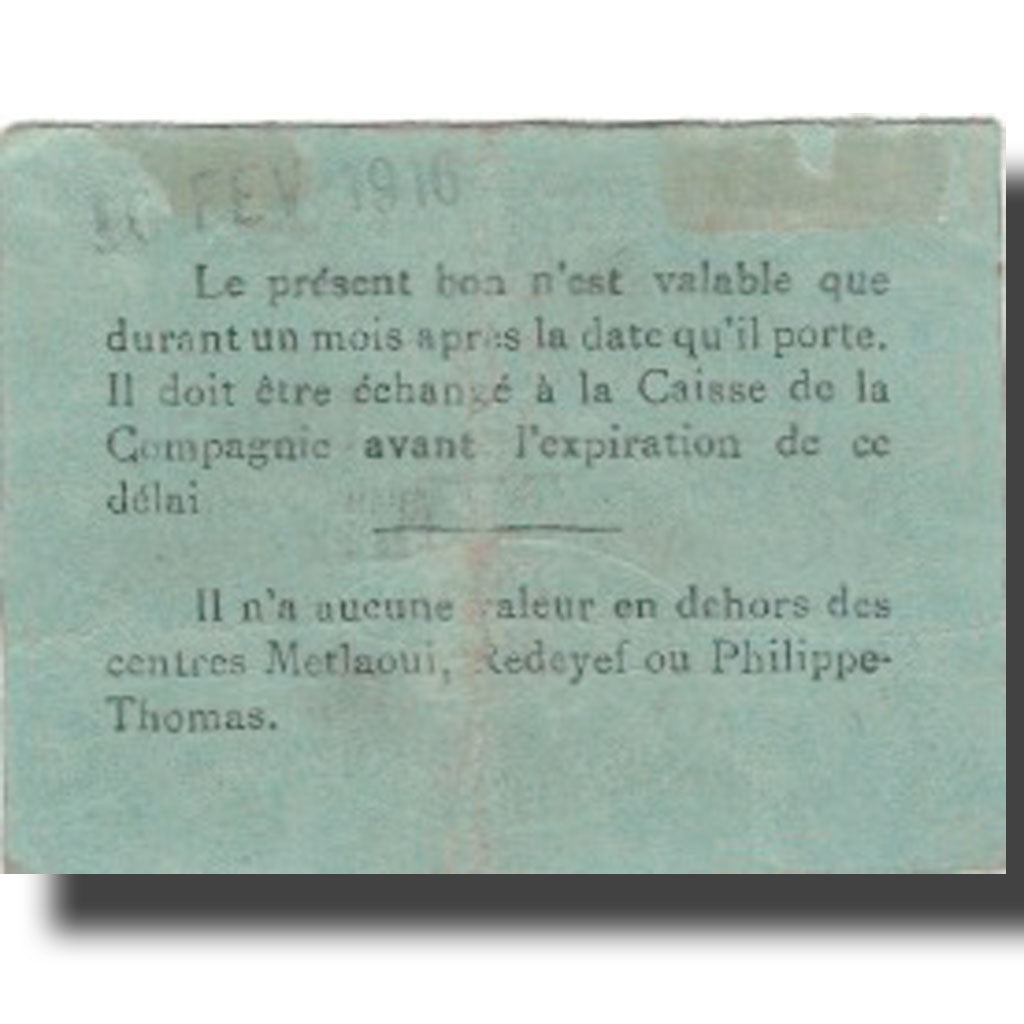 FEV 1916
Le présent bon n'est valable que
durant un mois après la date qu'il porte.
Il doit être échangé à la Caisse de la
Compagnie avant l'expiration de ce
délai
Il n'a aucune valeur en dehors des
centres Metlaoui, Redeyef ou Philippe-
Thomas.